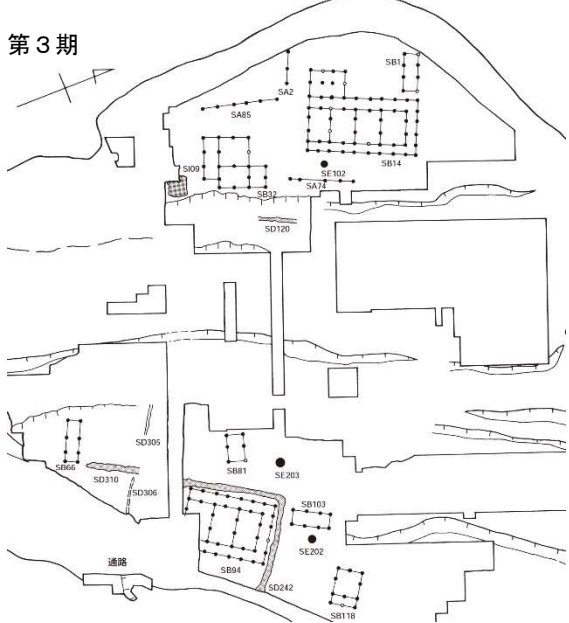 第３期
SB1
SA2
SA85
SB14
SE102
SI09
SA74
SB32
SD120
SD305
SB66
SB81
SE203
SD310
SD306
SB103
SE202
通路
SB94
SD242
SB118